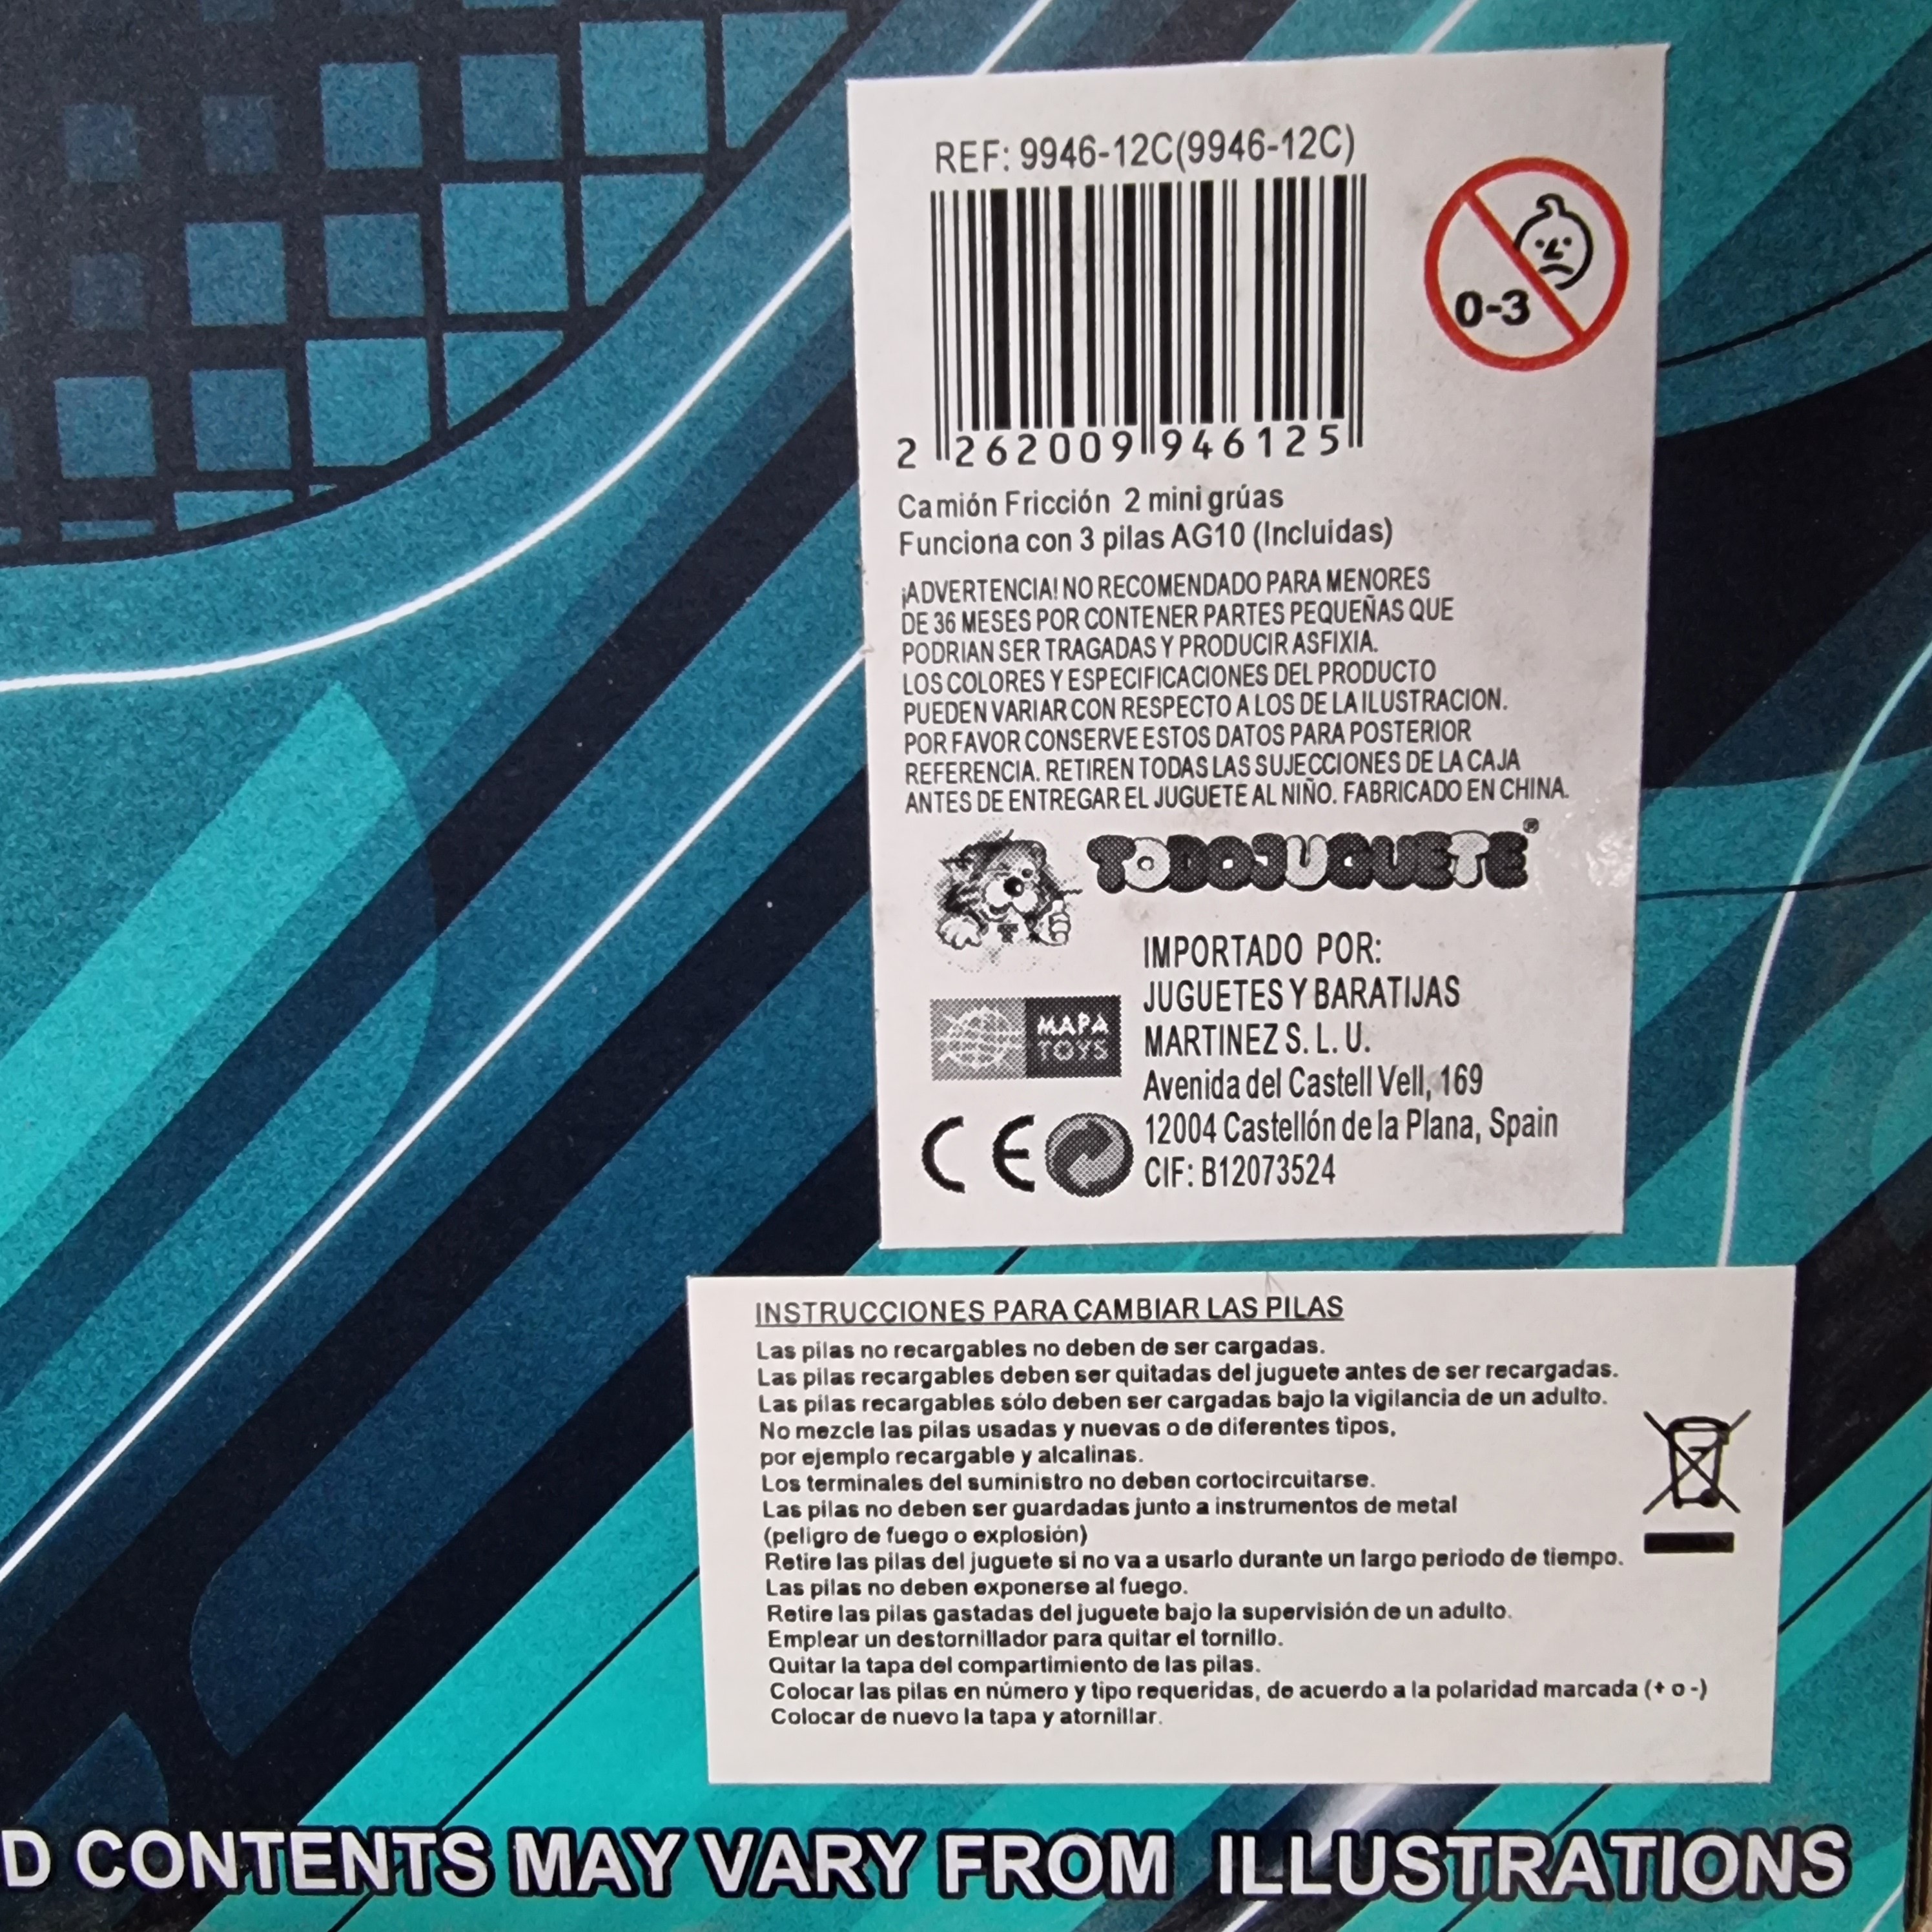 REF: 9946-12C(9946-12C)
0-3
2 262009 946125
Camión Fricción 2 mini grúas
Funciona con 3 pilas AG10 (Incluidas)
¡ADVERTENCIA! NO RECOMENDADO PARA MENORES
DE 36 MESES POR CONTENER PARTES PEQUEÑAS QUE
PODRIAN SER TRAGADAS Y PRODUCIR ASFIXIA.
LOS COLORES Y ESPECIFICACIONES DEL PRODUCTO
PUEDEN VARIAR CON RESPECTO A LOS DE LA ILUSTRACION.
POR FAVOR CONSERVE ESTOS DATOS PARA POSTERIOR
REFERENCIA. RETIREN TODAS LAS SUJECCIONES DE LA CAJA
ANTES DE ENTREGAR EL JUGUETE AL NIÑO. FABRICADO EN CHINA.
TODOJUGUETE®
IMPORTADO POR:
JUGUETES Y BARATIJAS
MARTINEZ S. L. U.
MAPA
TOYS
Avenida del Castell Vell, 169
12004 Castellón de la Plana, Spain
CIF: B12073524
CE
INSTRUCCIONES PARA CAMBIAR LAS PILAS
Las pilas no recargables no deben de ser cargadas.
Las pilas recargables deben ser quitadas del juguete antes de ser recargadas.
Las pilas recargables sólo deben ser cargadas bajo la vigilancia de un adulto.
No mezcle las pilas usadas y nuevas o de diferentes tipos,
por ejemplo recargable y alcalinas.
Los terminales del suministro no deben cortocircuitarse.
Las pilas no deben ser guardadas junto a instrumentos de metal
(peligro de fuego o explosión)
Retire las pilas del juguete si no va a usarlo durante un largo periodo de tiempo.
Las pilas no deben exponerse al fuego.
Retire las pilas gastadas del juguete bajo la supervisión de un adulto.
Emplear un destornillador para quitar el tornillo.
Quitar la tapa del compartimiento de las pilas.
Colocar las pilas en número y tipo requeridas, de acuerdo a la polaridad marcada (+ o -)
Colocar de nuevo la tapa y atornillar.
D CONTENTS MAY VARY FROM ILLUSTRATIONS